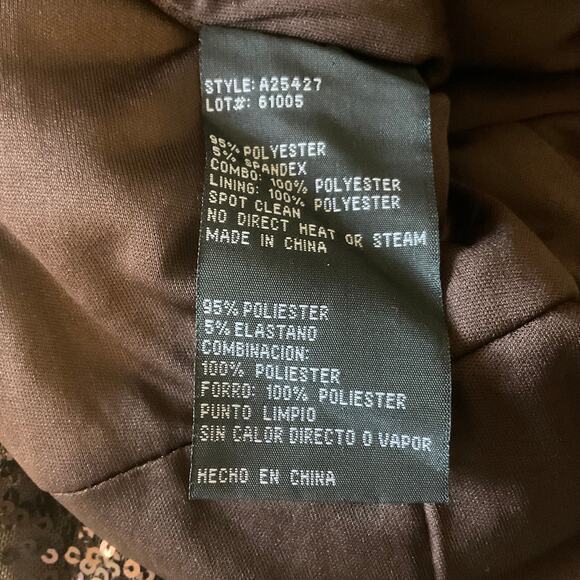 STYLE: A25427
LOT#: 61005
95% POLYESTER
5% SPANDEX
COMBO: 100% POLYESTER
LINING: 100% POLYESTER
SPOT CLEAN
NO DIRECT HEAT OR STEAM
MADE IN CHINA
95% POLIESTER
5% ELASTANO
COMBINACION:
100% POLIESTER
FORRO: 100% POLIESTER
PUNTO LIMPIO
SIN CALOR DIRECTO O VAPOR
HECHO EN CHINA